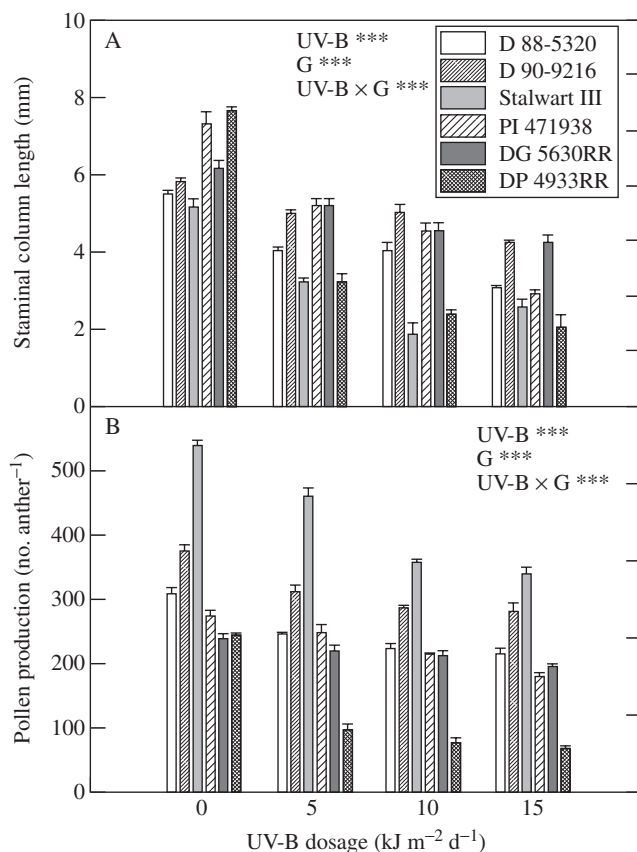 A
UV-B ***
G ***
UV-B × G ***
D 88-5320
D 90-9216
Stalwart III
PI 471938
DG 5630RR
DP 4933RR
Staminal column length (mm)
10
8
6
4
2
0
B
UV-B ***
G ***
UV-B × G ***
Pollen production (no. anther⁻¹)
500
400
300
200
100
0
0 5 10 15
UV-B dosage (kJ m⁻² d⁻¹)